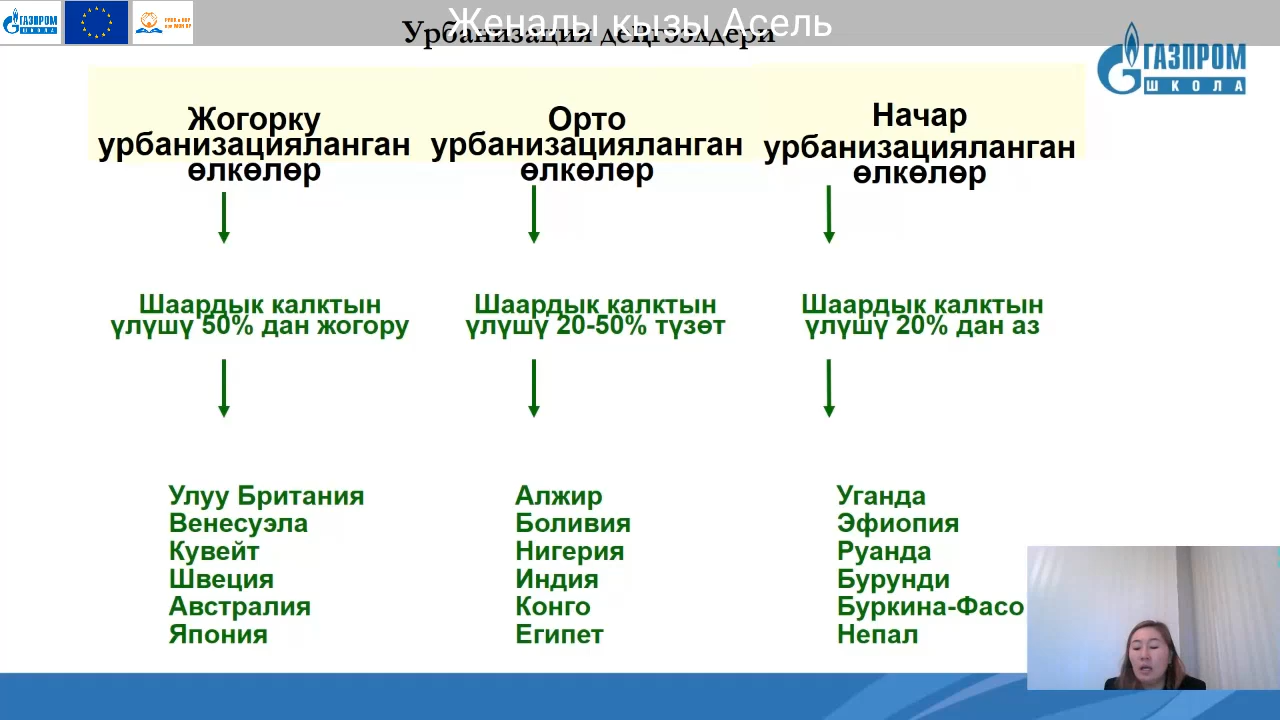 ГАЗПРОМ
ШКОЛА
Женалы кызы Асель
Урбанизация деңгээлдери
ГАЗПРОМ
ШКОЛА
Жогорку
урбанизацияланган
өлкөлөр
Орто
урбанизацияланган
өлкөлөр
Начар
урбанизацияланган
өлкөлөр
Шаардык калктын
үлүшү 50% дан жогору
Шаардык калктын
үлүшү 20-50% түзөт
Шаардык калктын
үлүшү 20% дан аз
Улуу Британия
Венесуэла
Кувейт
Швеция
Австралия
Япония
Алжир
Боливия
Нигерия
Индия
Конго
Египет
Уганда
Эфиопия
Руанда
Бурунди
Буркина-Фасо
Непал